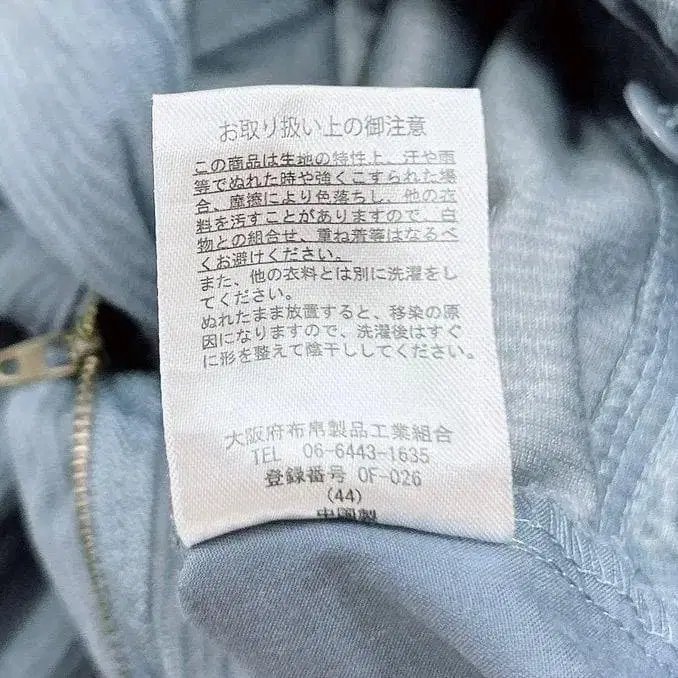 お取り扱い上の御注意
この商品は生地の特性上、汗や雨
等でぬれた時や強くこすられた場
合、摩擦により色落ちし、他の衣
料を汚すことがありますので、白
物との組合せ、重ね着等はなるべ
くお避けください。
また、他の衣料とは別に洗濯をし
てください。
ぬれたまま放置すると、移染の原
因になりますので、洗濯後はすぐ
に形を整えて陰干ししてください。
大阪府布帛製品工業組合
TEL 06-6443-1635
登録番号 OF-026
(44)
中国製